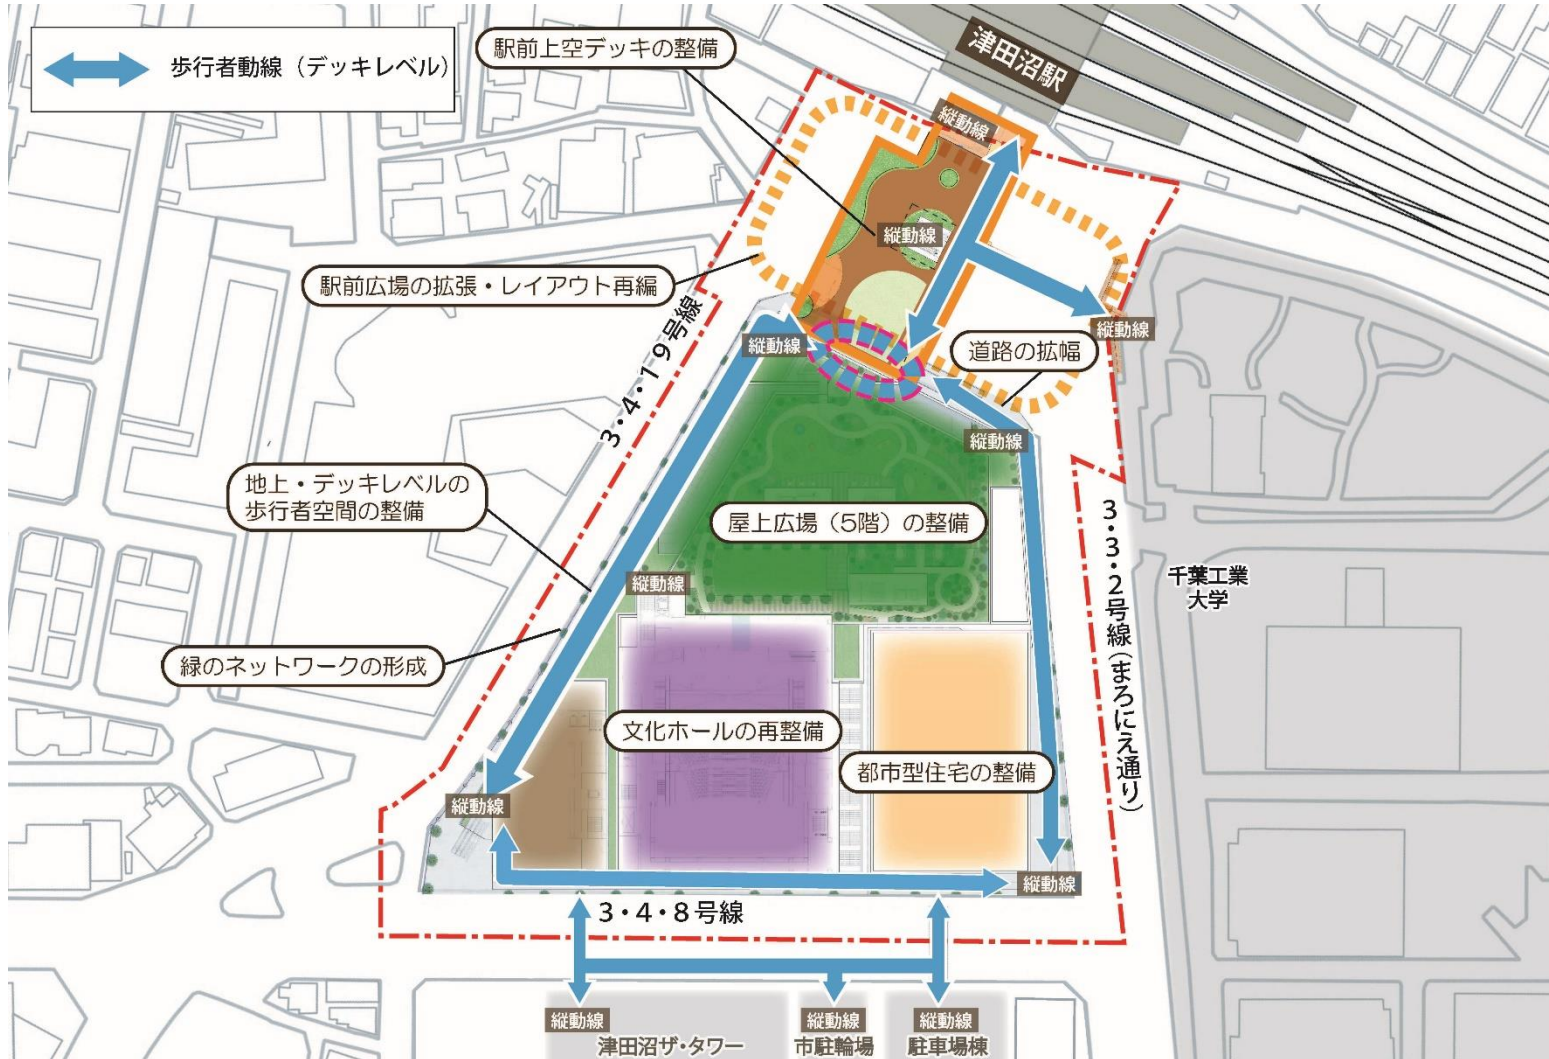 歩行者動線（デッキレベル）
駅前上空デッキの整備
津田沼駅
縦動線
縦動線
駅前広場の拡張・レイアウト再編
縦動線
縦動線
道路の拡幅
3・4・19号線
縦動線
地上・デッキレベルの
歩行者空間の整備
屋上広場（5階）の整備
3・3・2号線（まろにえ通り）
千葉工業
大学
縦動線
緑のネットワークの形成
文化ホールの再整備
都市型住宅の整備
縦動線
縦動線
3・4・8号線
縦動線
縦動線
縦動線
津田沼ザ・タワー
市駐輪場
駐車場棟